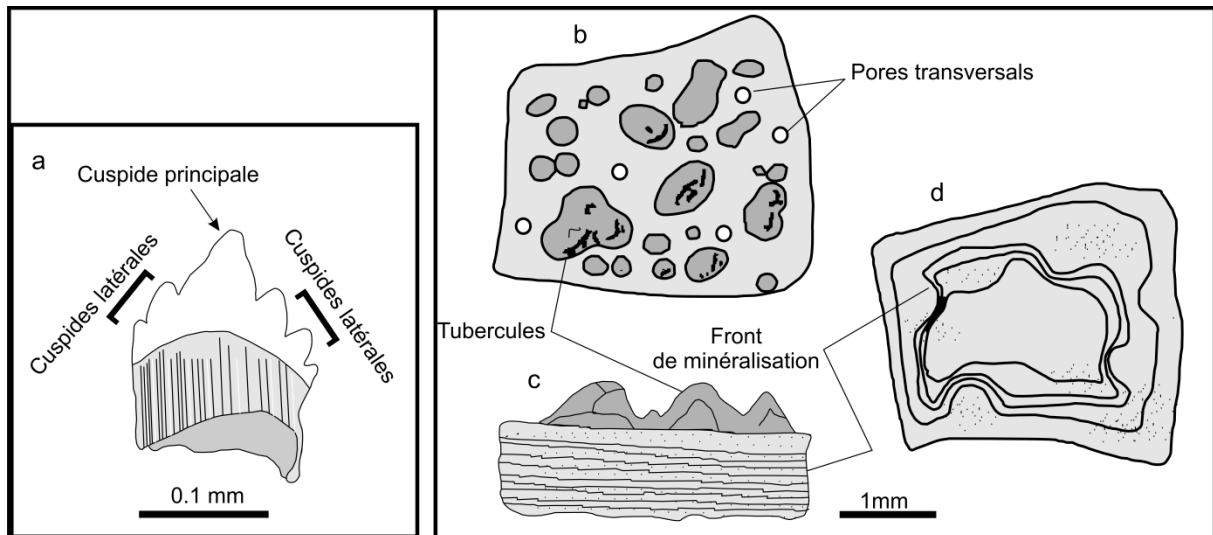 a
Cuspide principale
Cuspides latérales
Cuspides latérales
0.1 mm
b
Pores transversals
Tubercules
c
Front
de minéralisation
d
1mm